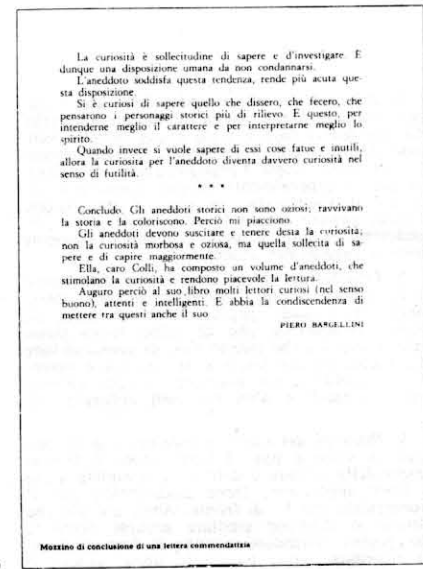 La curiosità è sollecitudine di sapere e d'investigare. È
dunque una disposizione umana da non condannarsi.
L'aneddoto soddisfa questa tendenza, rende più acuta que-
sta disposizione.
Si è curiosi di sapere quello che dissero, che fecero, che
pensarono i personaggi storici più di rilievo. E questo, per
intenderne meglio il carattere e per interpretarne meglio lo
spirito.
Quando invece si vuole sapere di essi cose fatue e inutili,
allora la curiosità per l'aneddoto diventa davvero curiosità nel
senso di futilità.
* * *
Concludo. Gli aneddoti storici non sono oziosi; ravvivano
la storia e la coloriscono. Perciò mi piacciono.
Gli aneddoti devono suscitare e tenere desta la curiosità;
non la curiosità morbosa e oziosa, ma quella sollecita di sa-
pere e di capire maggiormente.
Ella, caro Colli, ha composto un volume d'aneddoti, che
stimolano la curiosità e rendono piacevole la lettura.
Auguro perciò al suo libro molti lettori curiosi (nel senso
buono), attenti e intelligenti. E abbia la condiscendenza di
mettere tra questi anche il suo
PIERO BARGELLINI
Mozzino di conclusione di una lettera commendatizia